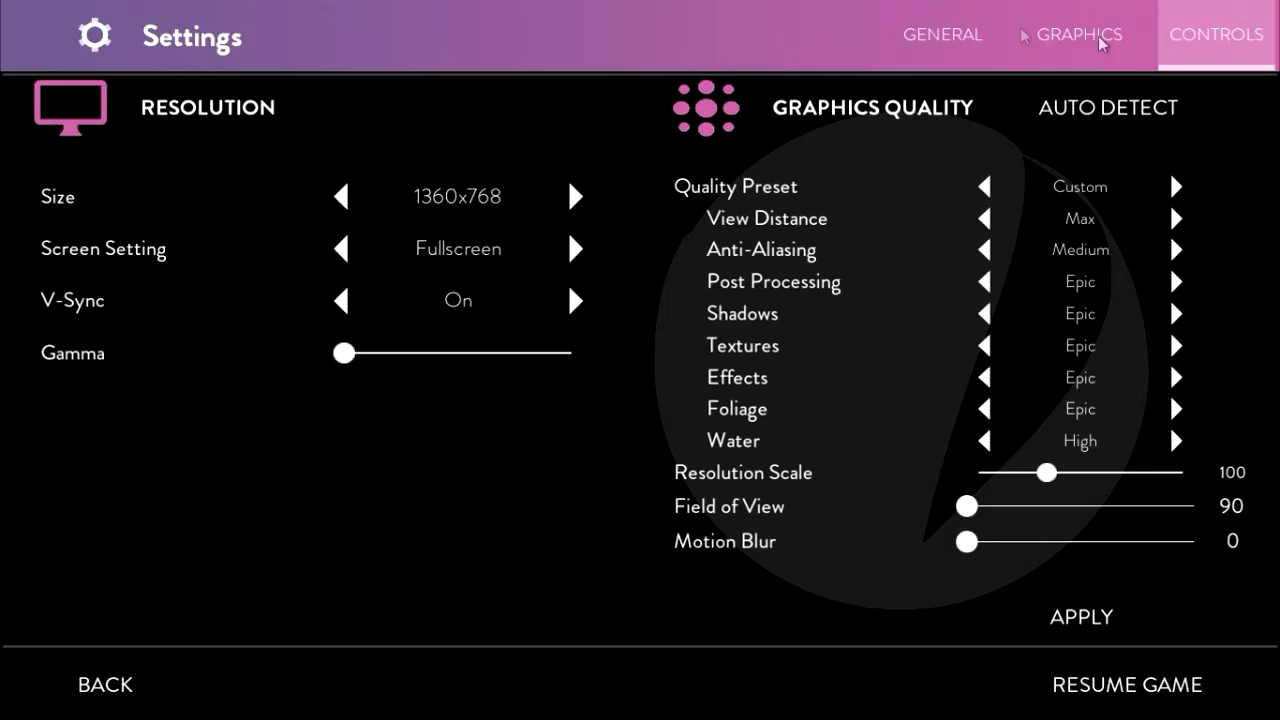 Settings
GENERAL
GRAPHICS
CONTROLS
RESOLUTION
Size
1360x768
Screen Setting
Fullscreen
V-Sync
On
Gamma
GRAPHICS QUALITY
AUTO DETECT
Quality Preset
Custom
View Distance
Max
Anti-Aliasing
Medium
Post Processing
Epic
Shadows
Epic
Textures
Epic
Effects
Epic
Foliage
Epic
Water
High
Resolution Scale
100
Field of View
90
Motion Blur
0
APPLY
BACK
RESUME GAME